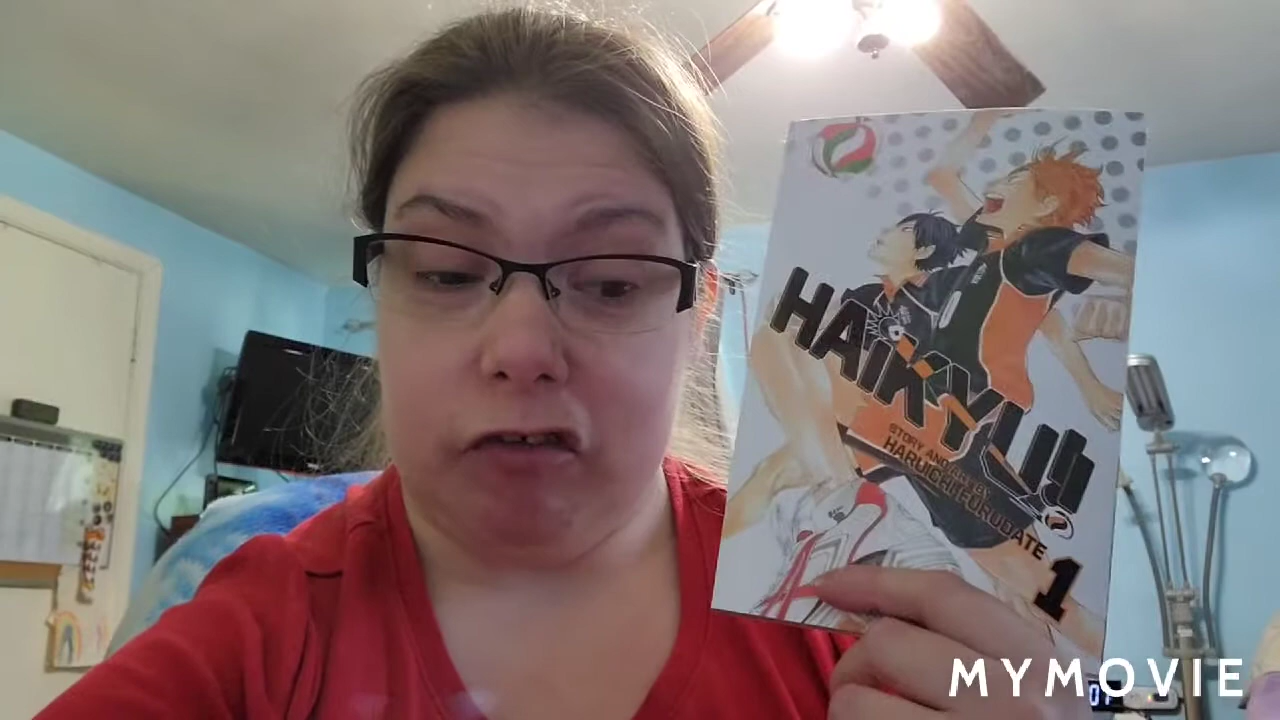 HAIKYU!!
STORY AND ART BY
HARUICHI FURUDATE
1
MYMOVIE